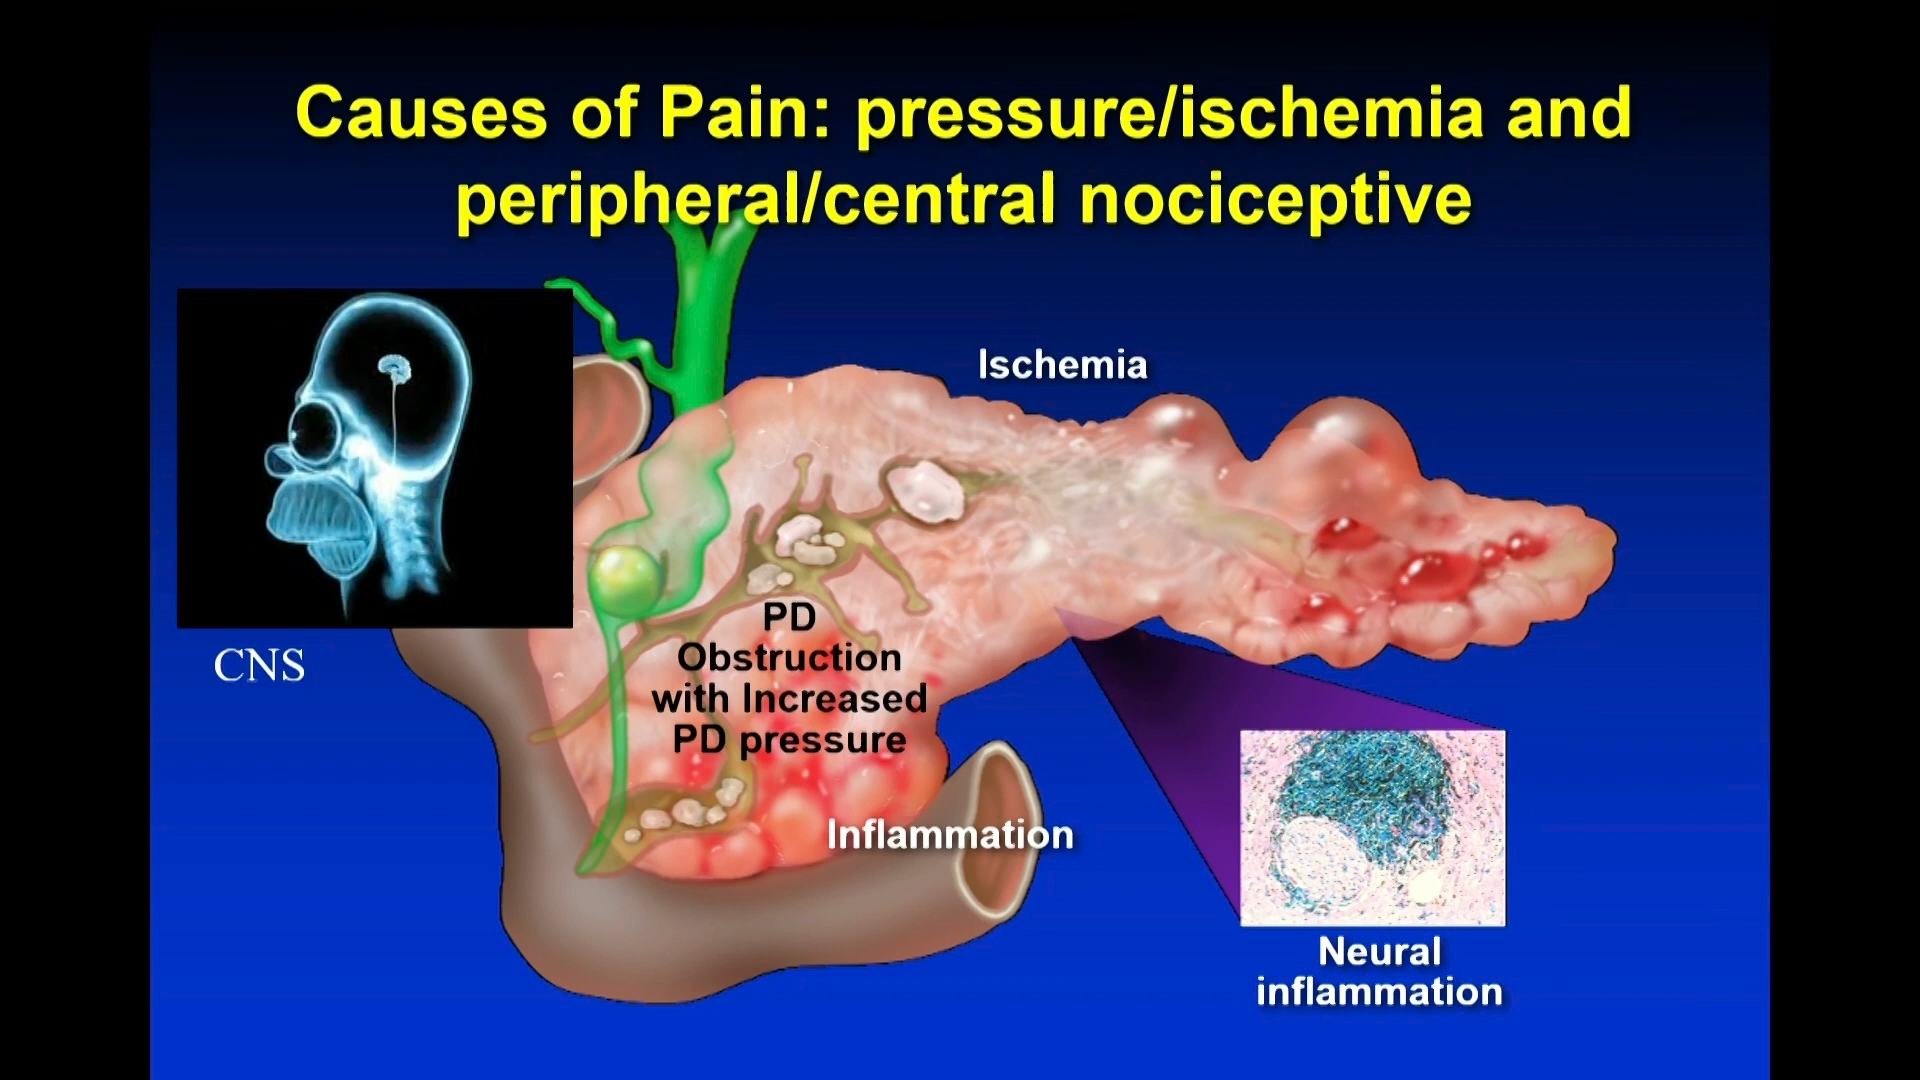 Causes of Pain: pressure/ischemia and
peripheral/central nociceptive
Ischemia
CNS
PD
Obstruction
with Increased
PD pressure
Inflammation
Neural
inflammation